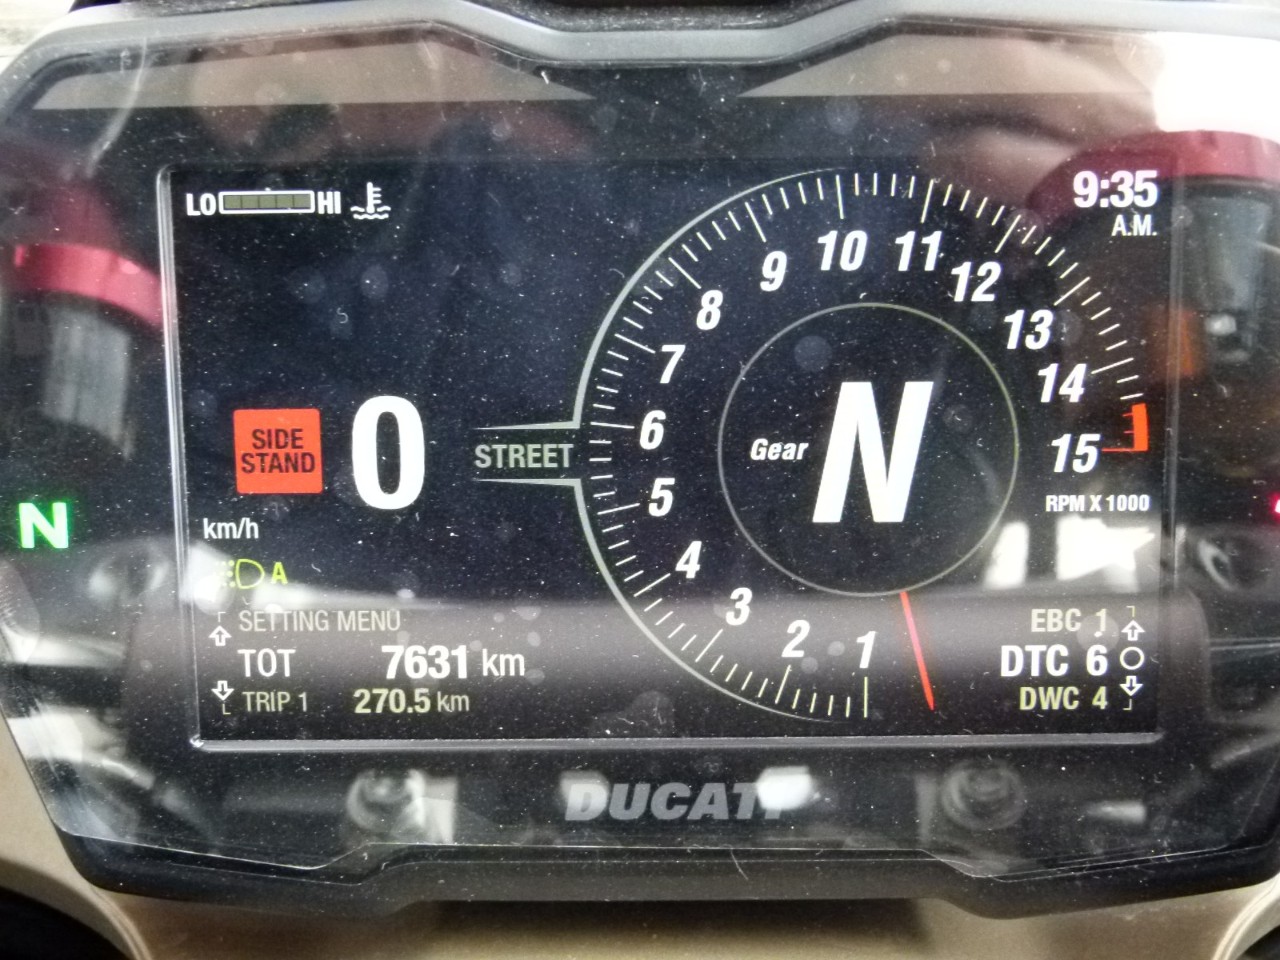 LO HI
9:35
A.M.
9 10 11 12
8 13
7 14
6 15
5
4
3
2
1
RPM X 1000
SIDE
STAND
0
STREET
Gear N
N
km/h
A
SETTING MENU
TOT 7631 km
TRIP 1 270.5 km
EBC 1
DTC 6
DWC 4
DUCATI